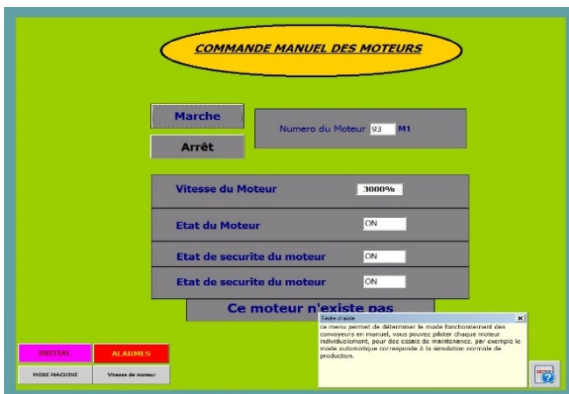 COMMANDE MANUEL DES MOTEURS
Marche
Numero du Moteur 93 M1
Arrêt
Vitesse du Moteur 3000%
Etat du Moteur ON
Etat de securite du moteur ON
Etat de securite du moteur ON
Ce moteur n'existe pas
Texte d'aide
ce menu permet de déterminer le mode fonctionnement des
convoyeurs en manuel, vous pouvez piloter chaque moteur
individuelement, pour des essais de maintenance. par exemple le
mode automatique corresponde à la simulation normale de
production.
INITIAL ALARMES
MODE MACHINE Vitesse de moteur